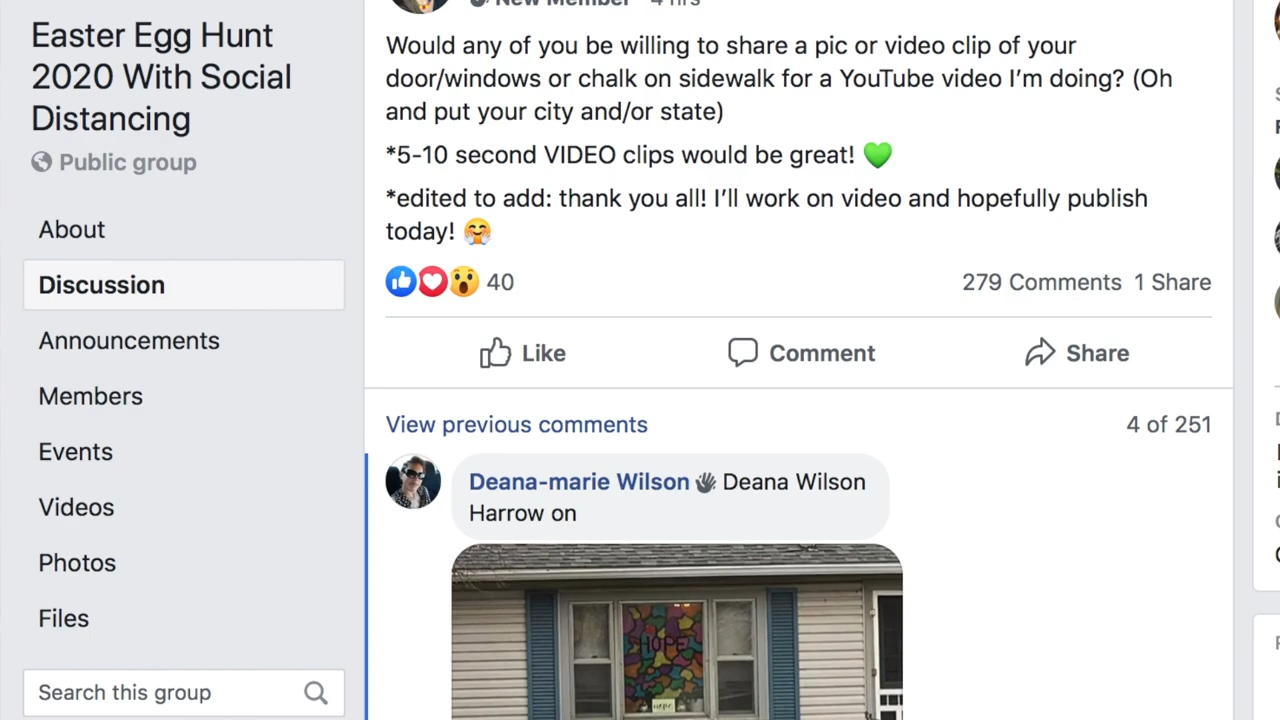 Easter Egg Hunt
2020 With Social
Distancing
Public group
About
Discussion
Announcements
Members
Events
Videos
Photos
Files
Search this group
New Member 4 hrs
Would any of you be willing to share a pic or video clip of your
door/windows or chalk on sidewalk for a YouTube video I'm doing? (Oh
and put your city and/or state)
*5-10 second VIDEO clips would be great! 💚
*edited to add: thank you all! I'll work on video and hopefully publish
today! 🤗
40
279 Comments 1 Share
Like Comment Share
View previous comments 4 of 251
Deana-marie Wilson 👋 Deana Wilson
Harrow on
HOPE